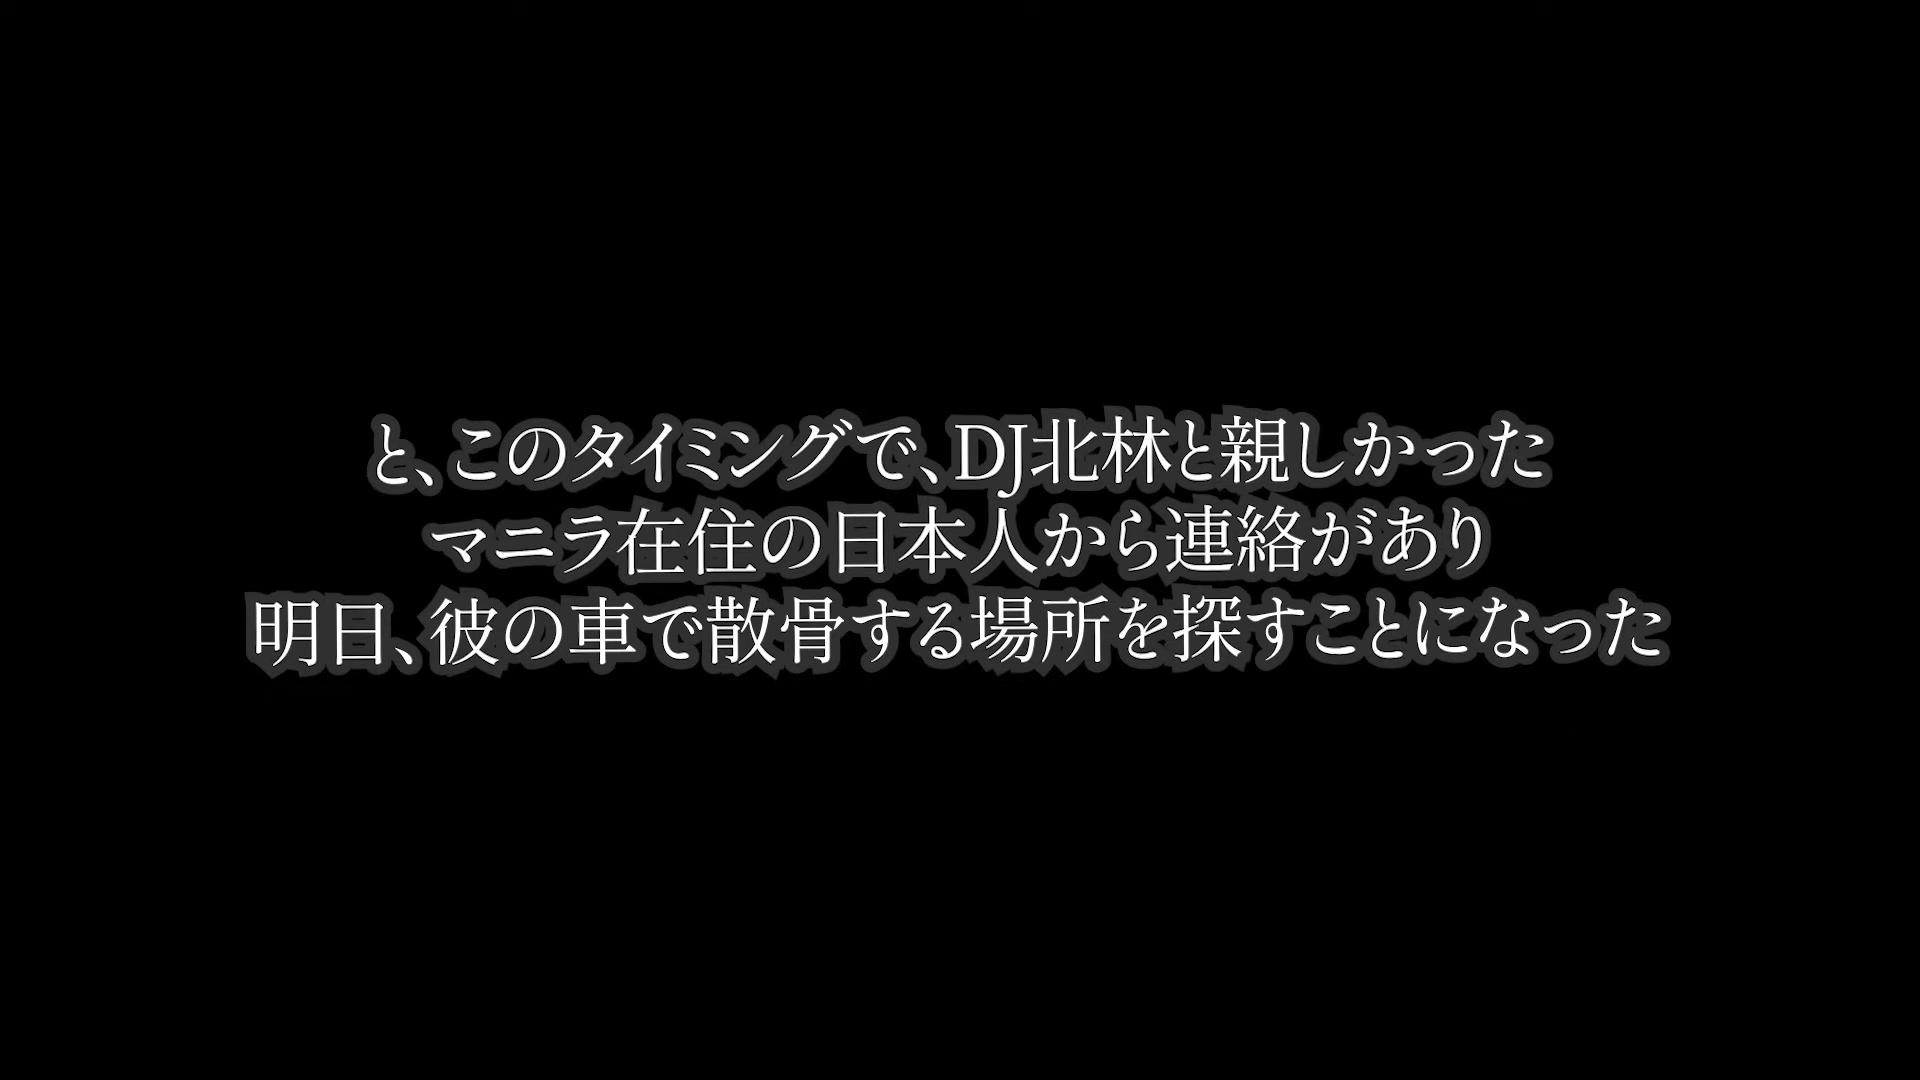 と、このタイミングで、DJ北林と親しかった
マニラ在住の日本人から連絡があり
明日、彼の車で散骨する場所を探すことになった